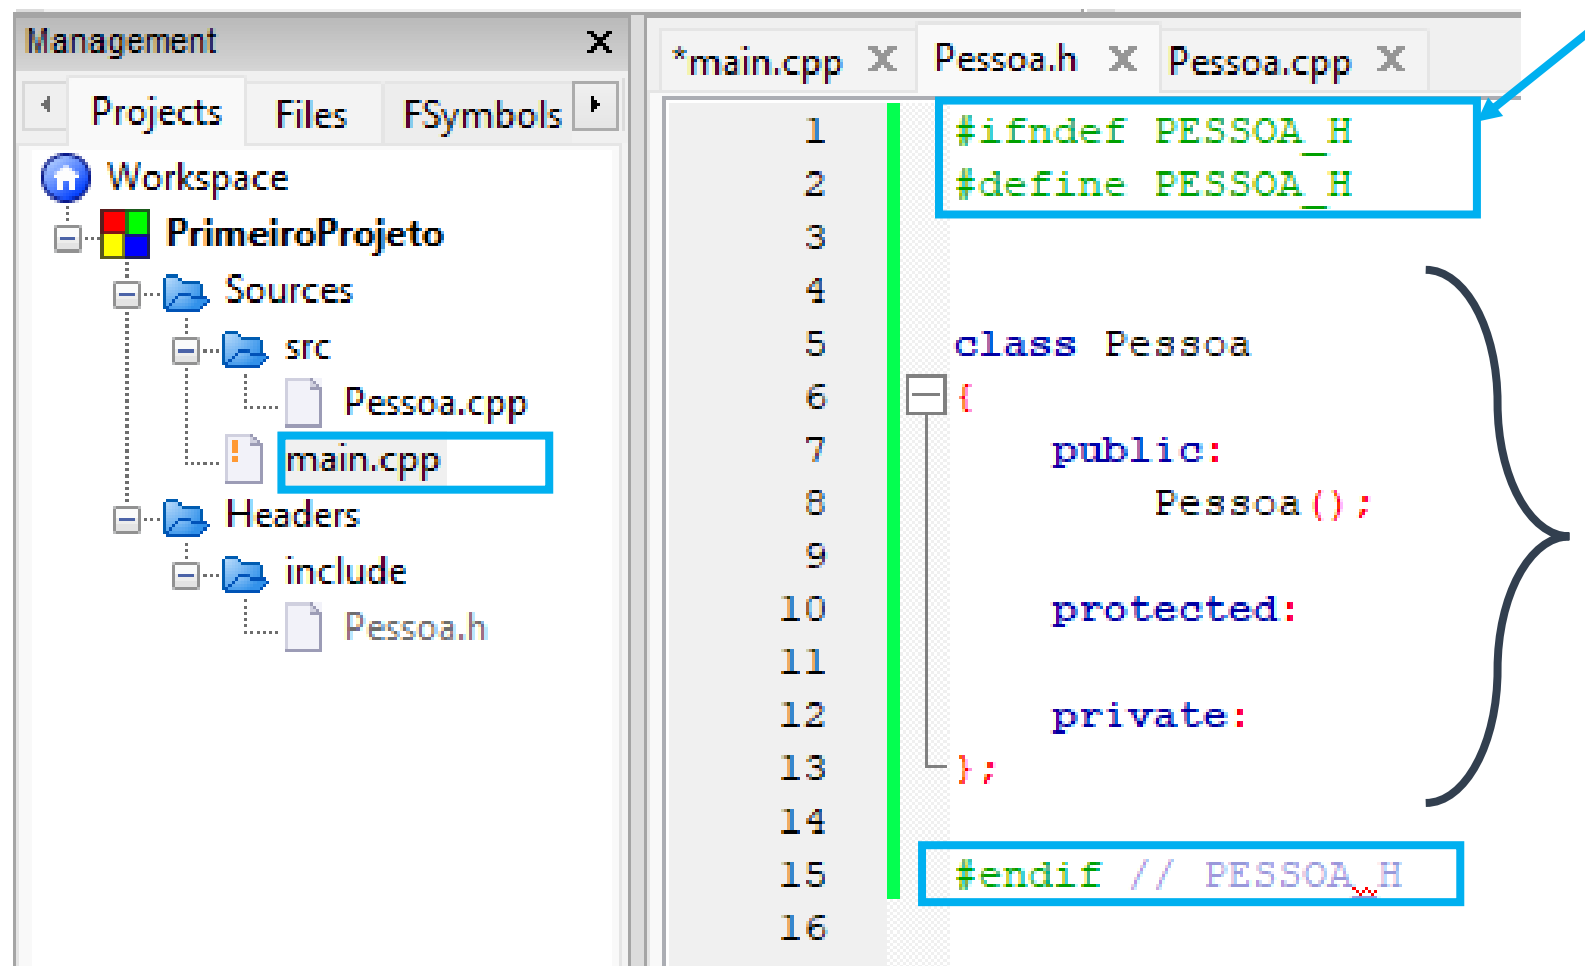 Management
Projects Files FSymbols
Workspace
PrimeiroProjeto
Sources
src
Pessoa.cpp
main.cpp
Headers
include
Pessoa.h
*main.cpp Pessoa.h Pessoa.cpp
1 #ifndef PESSOA_H
2 #define PESSOA_H
3
4
5 class Pessoa
6 {
7 public:
8 Pessoa();
9
10 protected:
11
12 private:
13 };
14
15 #endif // PESSOA_H
16